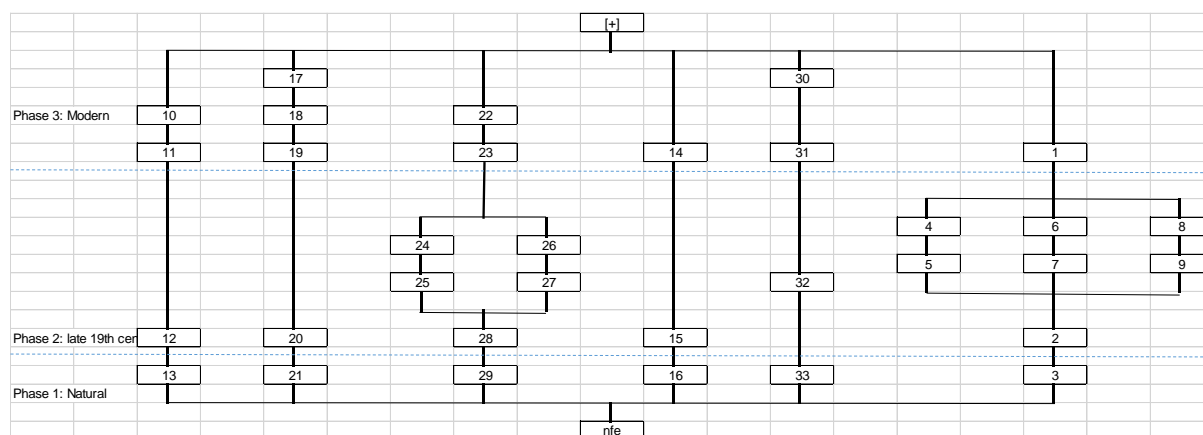 [+]
17 30
Phase 3: Modern 10 18 22
11 19 23 14 31 1
4 6 8
24 26
5 7 9
25 27 32
Phase 2: late 19th cen 12 20 28 15 2
13 21 29 16 33 3
Phase 1: Natural
nfe